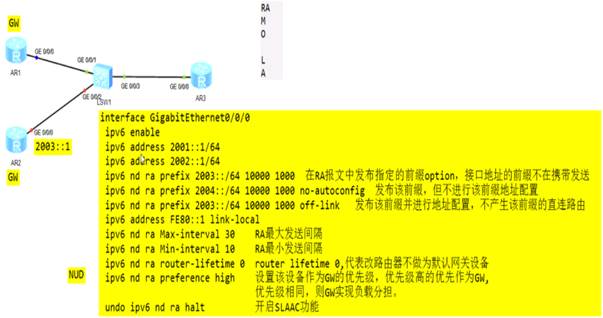 RA
M
O
L
A
GW
GE 0/0/0
AR1
GE 0/0/1
GE 0/0/3
GE 0/0/0
AR3
GE 0/0/2
LSW1
GE 0/0/0
AR2
2003::1
GW
NUD
interface GigabitEthernet0/0/0
ipv6 enable
ipv6 address 2001::1/64
ipv6 address 2002::1/64
ipv6 nd ra prefix 2003::/64 10000 1000 在RA报文中发布指定的前缀option，接口地址的前缀不在携带发送
ipv6 nd ra prefix 2004::/64 10000 1000 no-autoconfig 发布该前缀，但不进行该前缀地址配置
ipv6 nd ra prefix 2003::/64 10000 1000 off-link 发布该前缀并进行地址配置，不产生该前缀的直连路由
ipv6 address FE80::1 link-local
ipv6 nd ra Max-interval 30 RA最大发送间隔
ipv6 nd ra Min-interval 10 RA最小发送间隔
ipv6 nd ra router-lifetime 0 router lifetime 0,代表改路由器不做为默认网关设备
ipv6 nd ra preference high 设置该设备作为GW的优先级，优先级高的优先作为GW,
优先级相同，则GW实现负载分担。
undo ipv6 nd ra halt 开启SLAAC功能